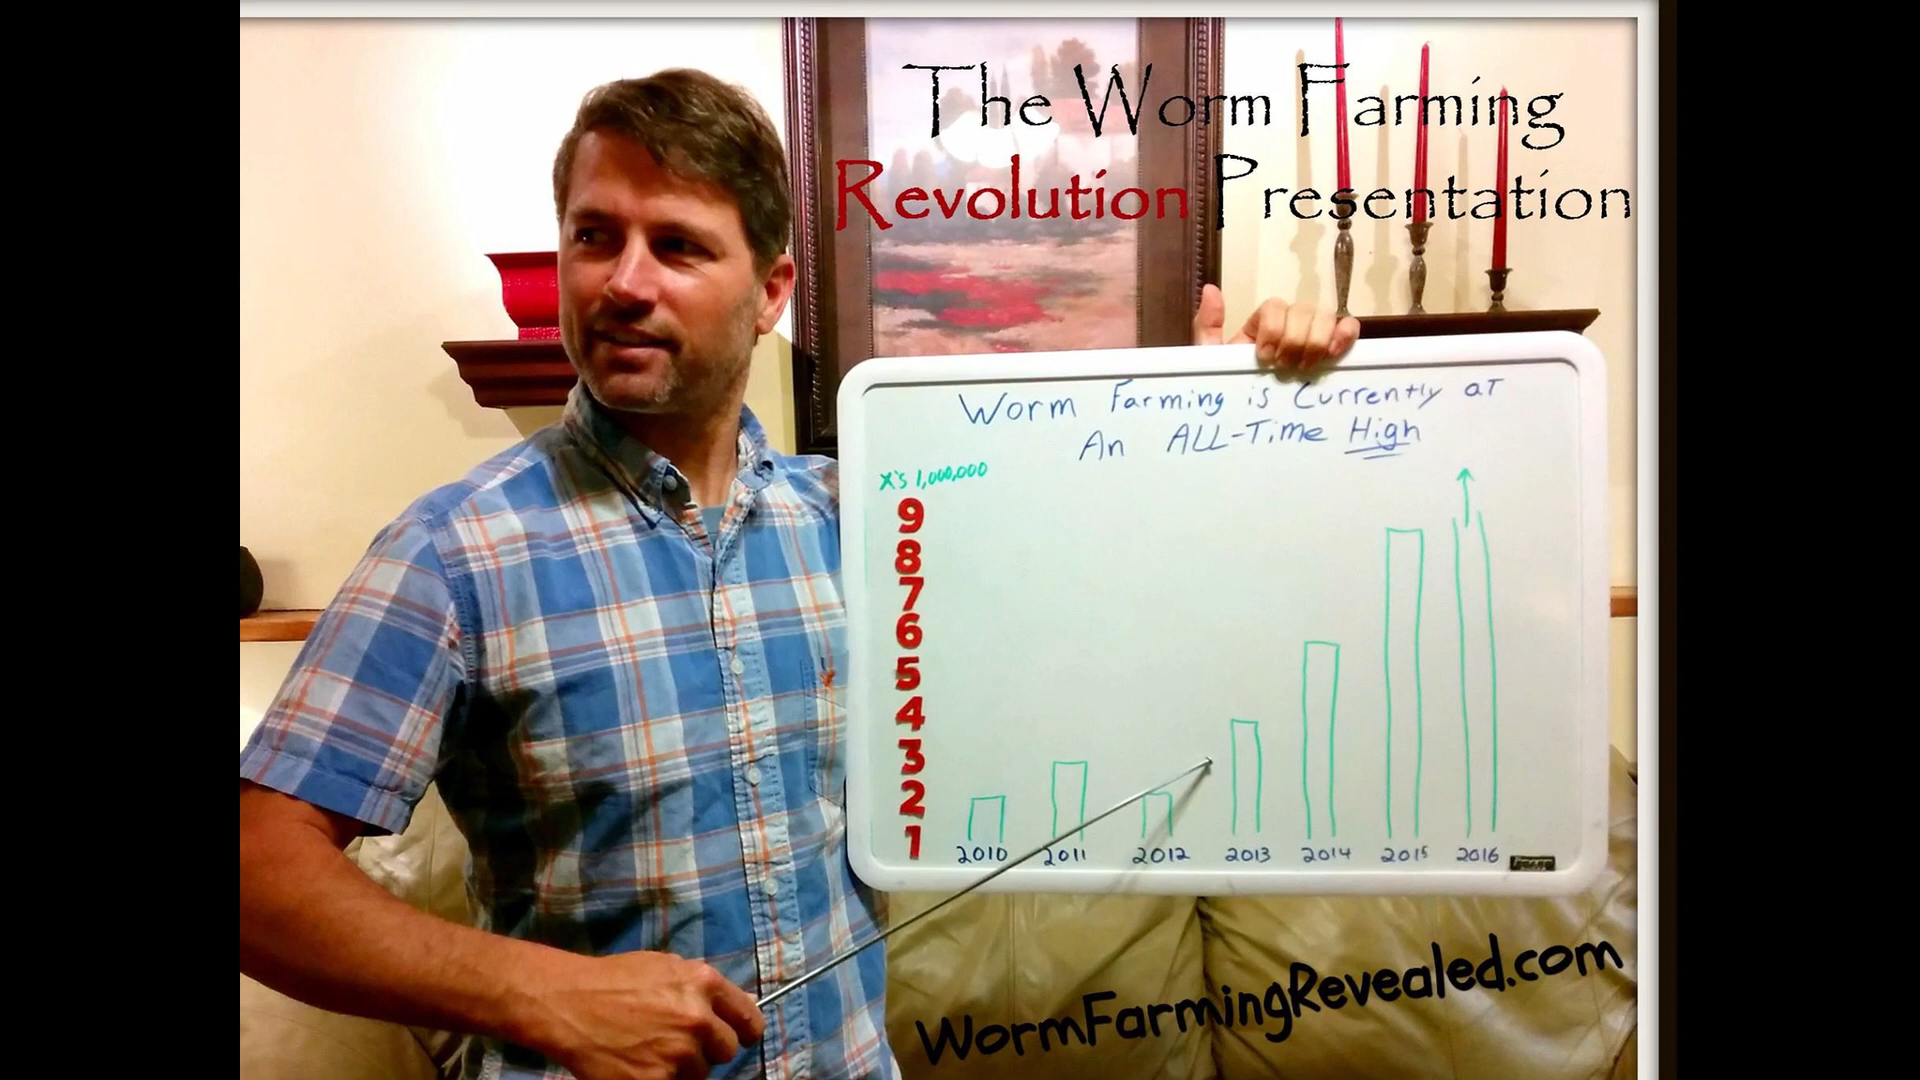 The Worm Farming
Revolution Presentation
Worm Farming is Currently at
An ALL-Time High
X's 1,000,000
9
8
7
6
5
4
3
2
1
2010 2011 2012 2013 2014 2015 2016
WormFarmingRevealed.com